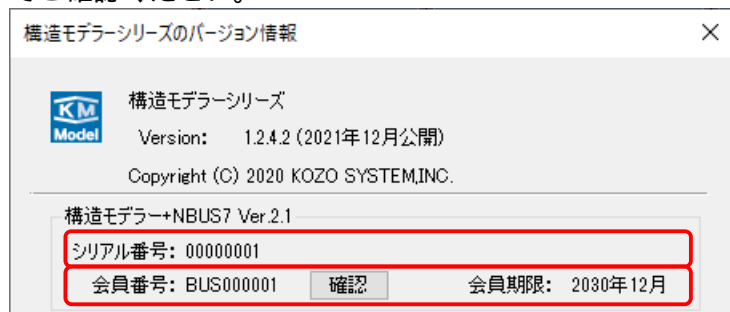 構造モデラーシリーズのバージョン情報
KM
Model
構造モデラーシリーズ
Version: 1.2.4.2 (2021年12月公開)
Copyright (C) 2020 KOZO SYSTEM,INC.
構造モデラー+NBUS7 Ver.2.1
シリアル番号: 00000001
会員番号: BUS000001 確認 会員期限: 2030年12月